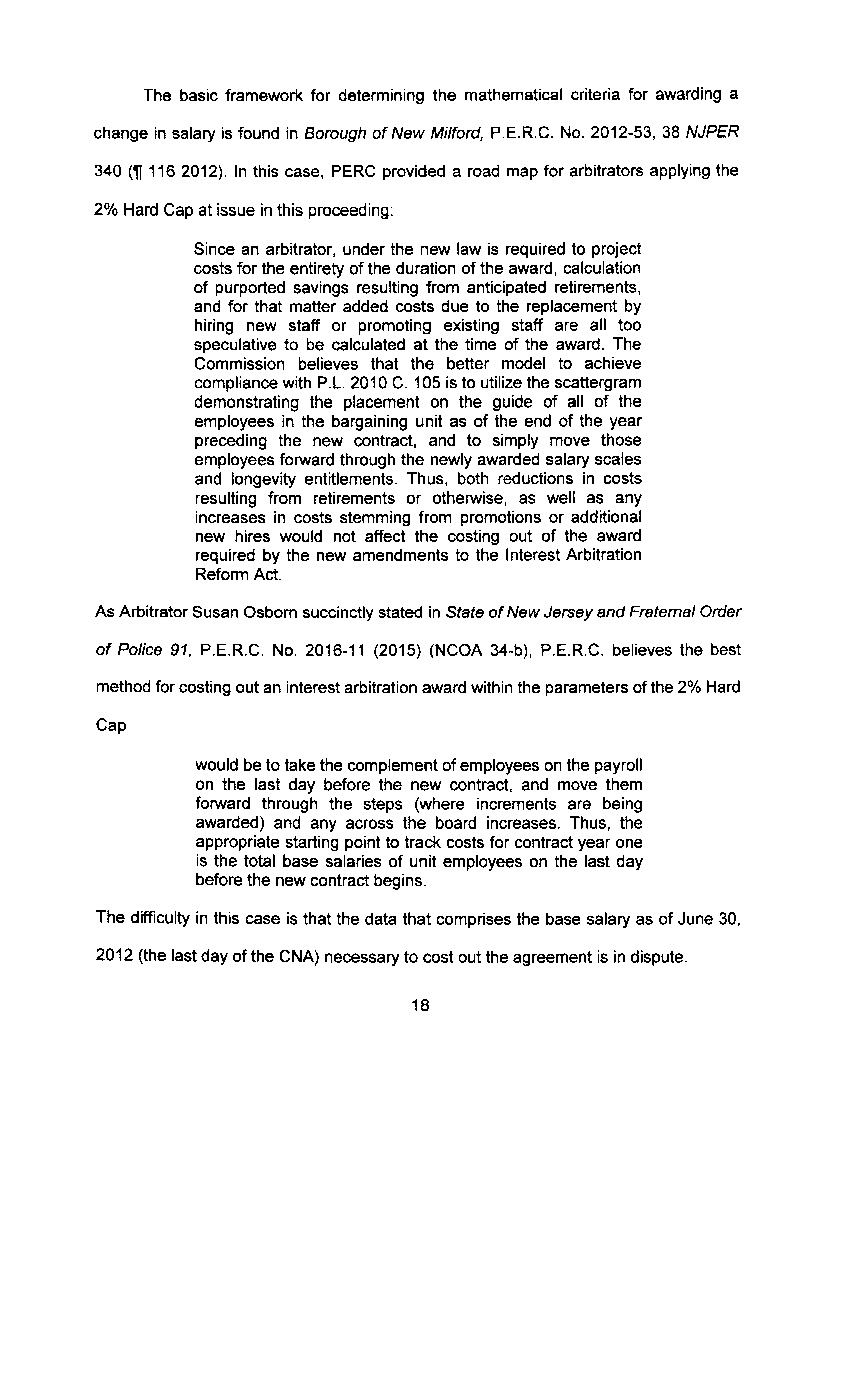 The basic framework for determining the mathematical criteria for awarding a
change in salary is found in Borough of New Milford, P.E.R.C. No. 2012-53, 38 NJPER
340 (¶ 116 2012). In this case, PERC provided a road map for arbitrators applying the
2% Hard Cap at issue in this proceeding:
Since an arbitrator, under the new law is required to project
costs for the entirety of the duration of the award, calculation
of purported savings resulting from anticipated retirements,
and for that matter added costs due to the replacement by
hiring new staff or promoting existing staff are all too
speculative to be calculated at the time of the award. The
Commission believes that the better model to achieve
compliance with P.L. 2010 C. 105 is to utilize the scattergram
demonstrating the placement on the guide of all of the
employees in the bargaining unit as of the end of the year
preceding the new contract, and to simply move those
employees forward through the newly awarded salary scales
and longevity entitlements. Thus, both reductions in costs
resulting from retirements or otherwise, as well as any
increases in costs stemming from promotions or additional
new hires would not affect the costing out of the award
required by the new amendments to the Interest Arbitration
Reform Act.
As Arbitrator Susan Osborn succinctly stated in State of New Jersey and Fraternal Order
of Police 91, P.E.R.C. No. 2016-11 (2015) (NCOA 34-b), P.E.R.C. believes the best
method for costing out an interest arbitration award within the parameters of the 2% Hard
Cap
would be to take the complement of employees on the payroll
on the last day before the new contract, and move them
forward through the steps (where increments are being
awarded) and any across the board increases. Thus, the
appropriate starting point to track costs for contract year one
is the total base salaries of unit employees on the last day
before the new contract begins.
The difficulty in this case is that the data that comprises the base salary as of June 30,
2012 (the last day of the CNA) necessary to cost out the agreement is in dispute.
18